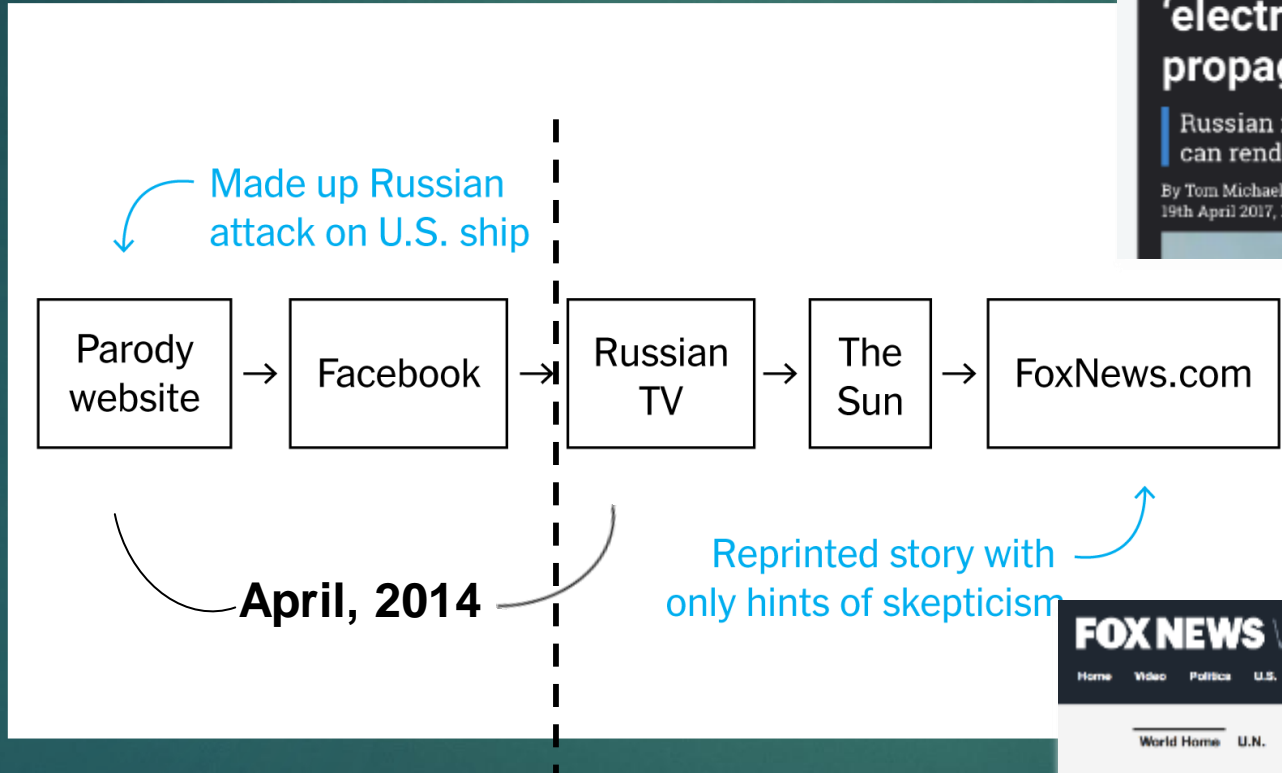 'electr
propag
Russian
can rend
By Tom Michael
19th April 2017,
Made up Russian
attack on U.S. ship
Parody
website
→
Facebook
→
Russian
TV
→
The
Sun
→
FoxNews.com
April, 2014
Reprinted story with
only hints of skepticism
FOX NEWS
Home Video Politics U.S.
World Home U.N.